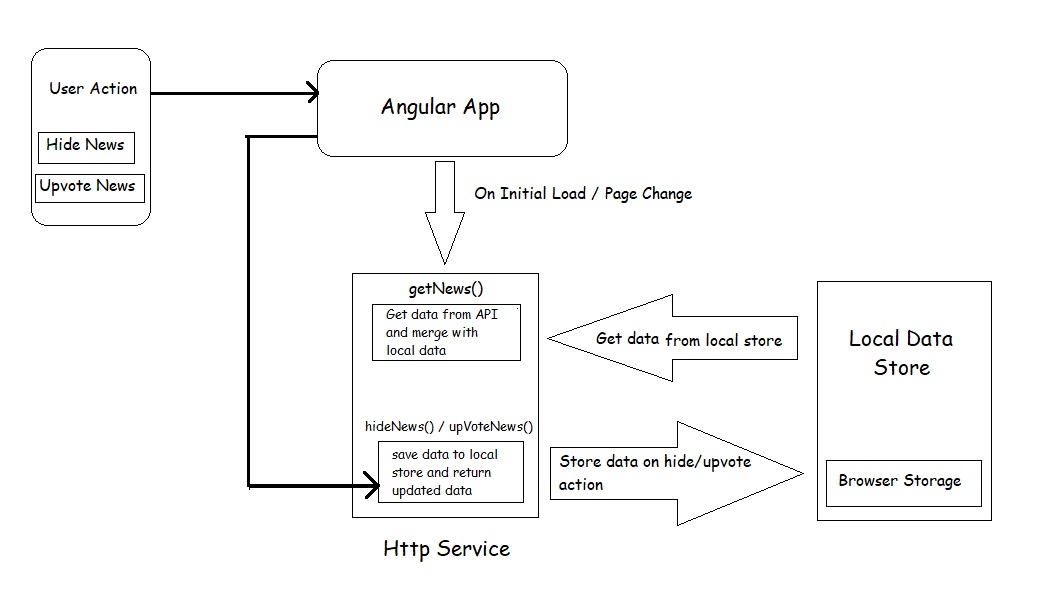 User Action
Hide News
Upvote News
Angular App
On Initial Load / Page Change
getNews()
Get data from API
and merge with
local data
hideNews() / upVoteNews()
save data to local
store and return
updated data
Http Service
Get data from local store
Store data on hide/upvote
action
Local Data
Store
Browser Storage